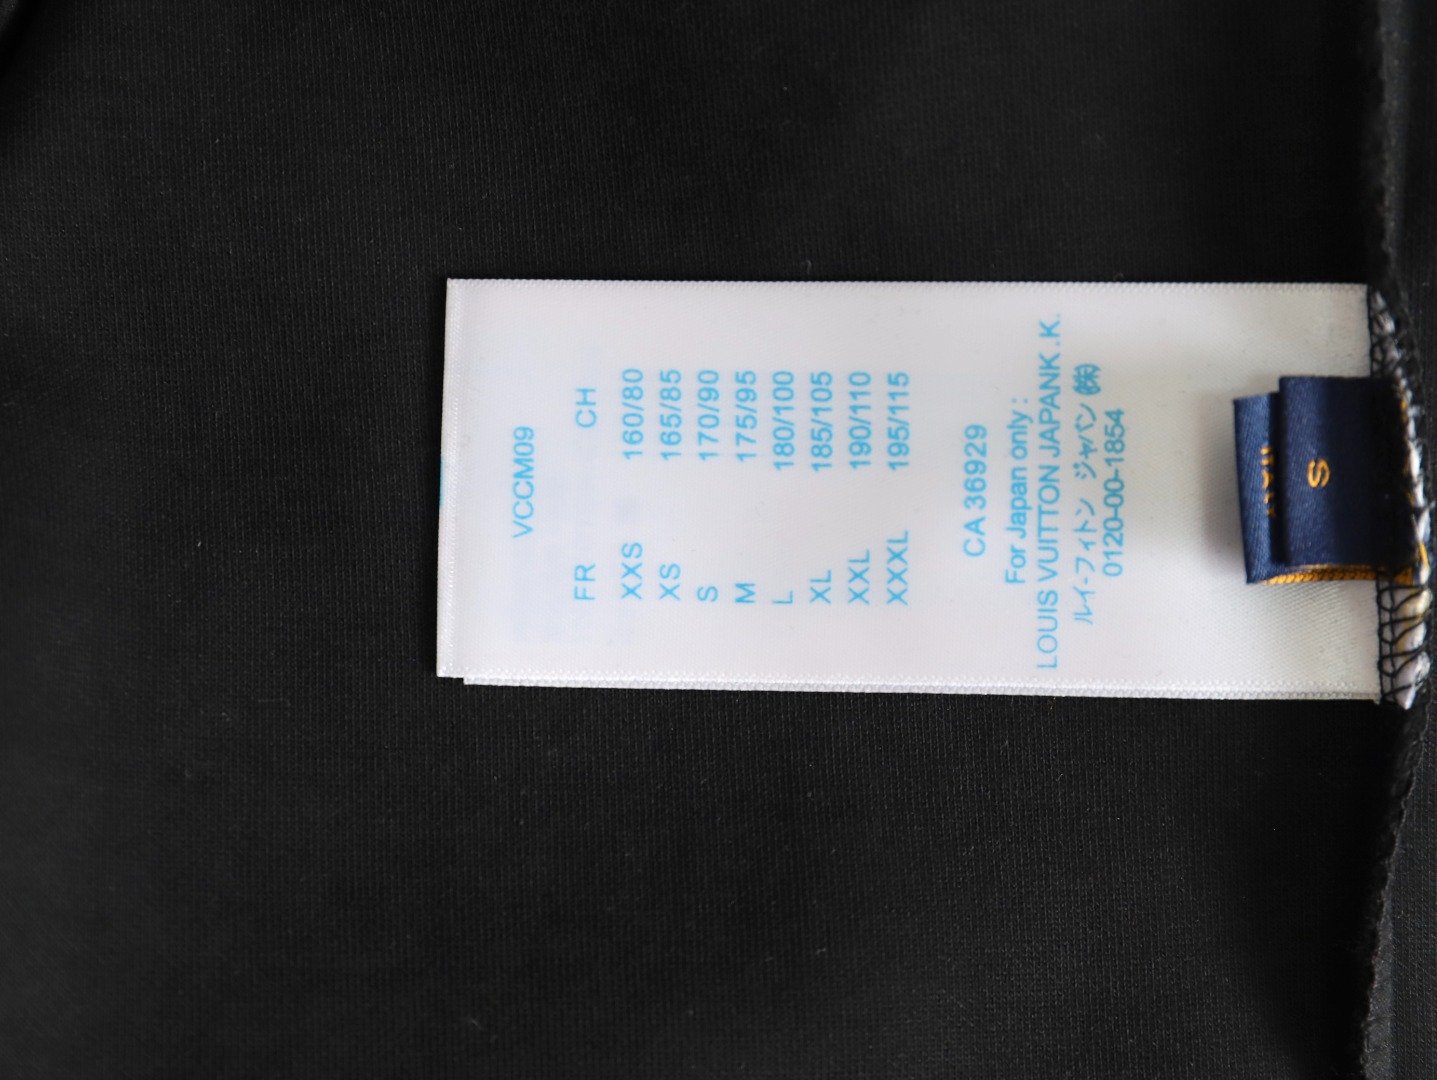 VCCM09
FR CH
XXS 160/80
XS 165/85
S 170/90
M 175/95
L 180/100
XL 185/105
XXL 190/110
XXXL 195/115
CA 36929
For Japan only :
LOUIS VUITTON JAPANK .K.
ルイ-フィトン ジャパン ㈱
0120-00-1854
S